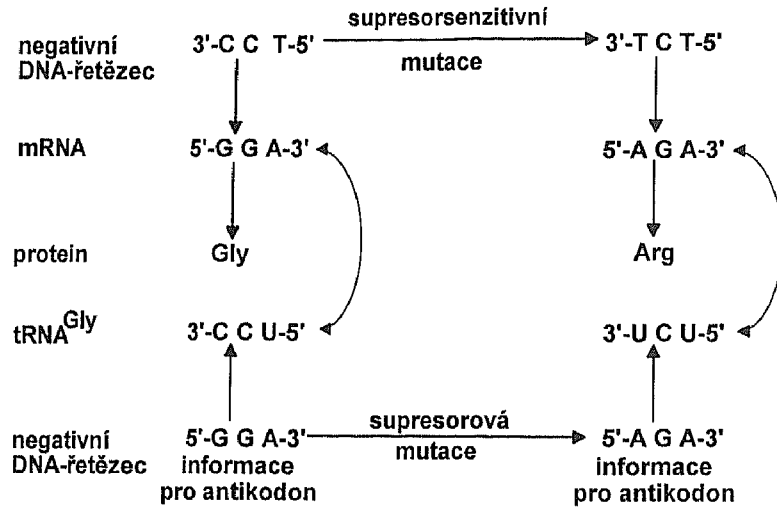 negativní
DNA-řetězec
3'-C C T-5'
supresorsenzitivní
mutace
3'-T C T-5'
mRNA
5'-G G A-3'
5'-A G A-3'
protein
Gly
Arg
tRNA^Gly
3'-C C U-5'
3'-U C U-5'
negativní
DNA-řetězec
5'-G G A-3'
informace
pro antikodon
supresorová
mutace
5'-A G A-3'
informace
pro antikodon